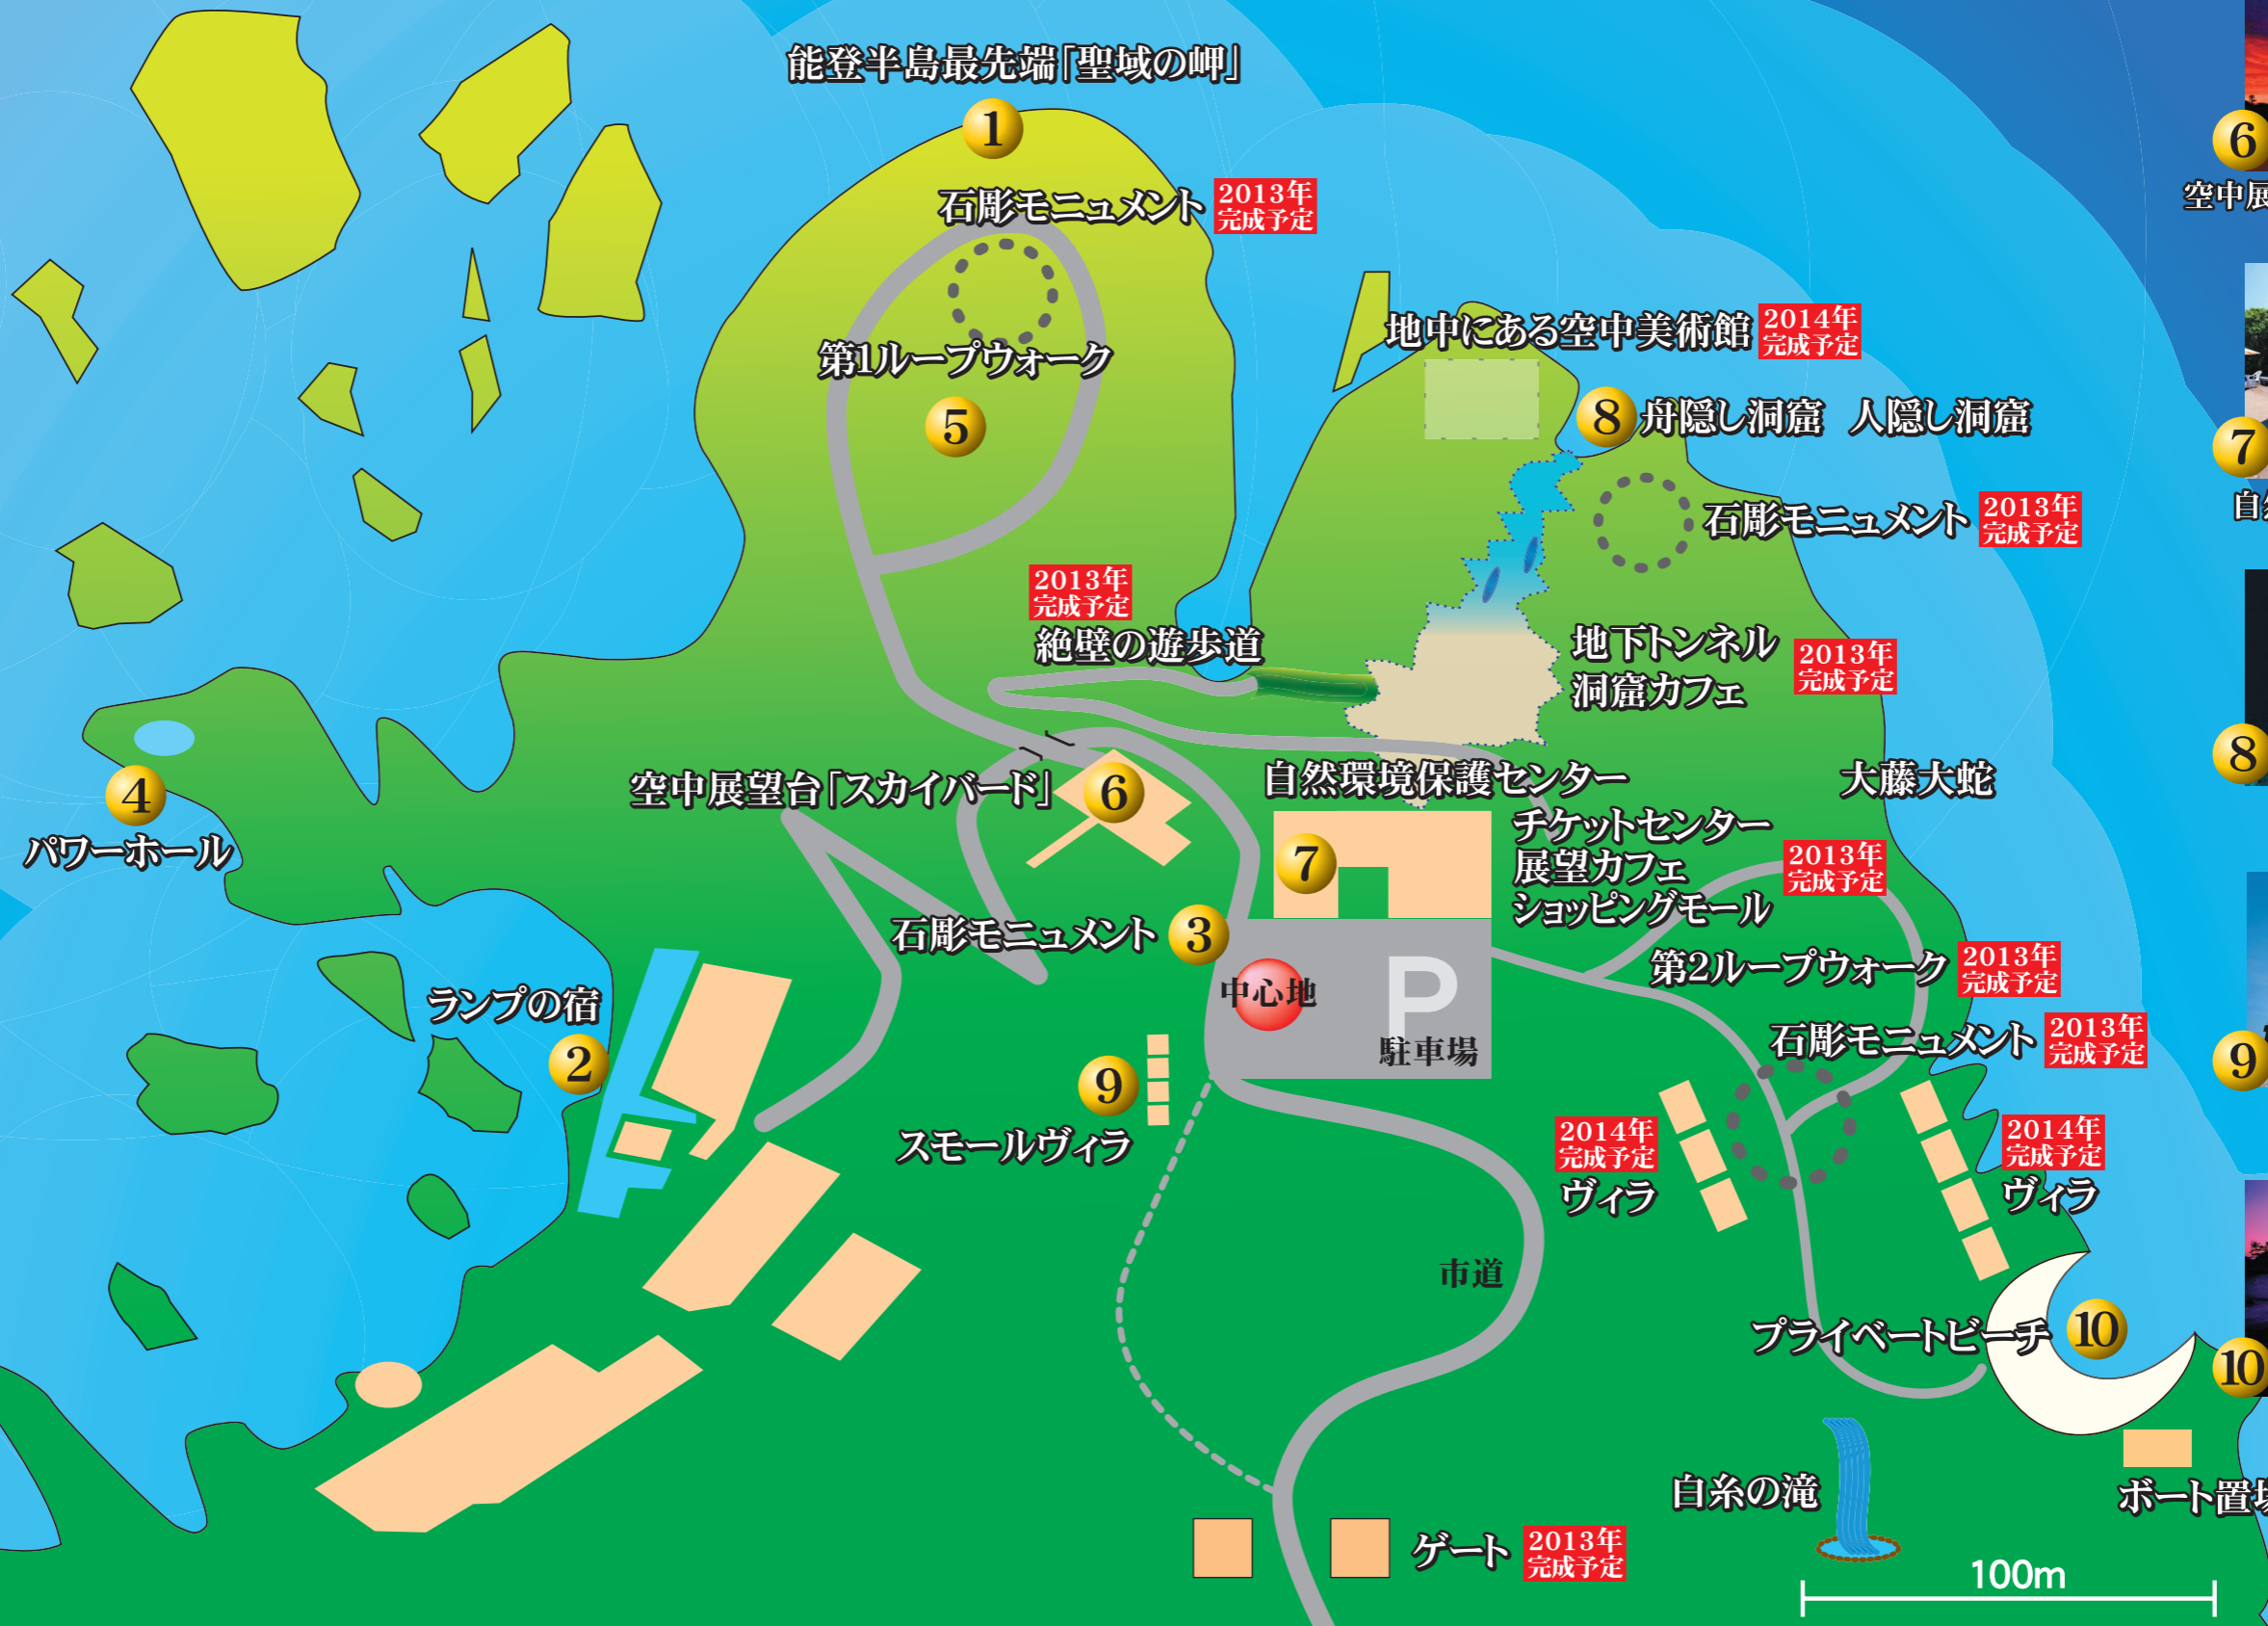 能登半島最先端「聖域の岬」
1
石彫モニュメント
2013年
完成予定
第1ループウォーク
5
地中にある空中美術館
2014年
完成予定
8
舟隠し洞窟 人隠し洞窟
石彫モニュメント
2013年
完成予定
2013年
完成予定
絶壁の遊歩道
地下トンネル
洞窟カフェ
2013年
完成予定
4
パワーホール
空中展望台「スカイバード」
6
自然環境保護センター
7
大藤大蛇
チケットセンター
展望カフェ
ショッピングモール
2013年
完成予定
石彫モニュメント
3
中心地
P
駐車場
第2ループウォーク
2013年
完成予定
ランプの宿
2
石彫モニュメント
2013年
完成予定
9
スモールヴィラ
2014年
完成予定
ヴィラ
2014年
完成予定
ヴィラ
市道
プライベートビーチ
10
白糸の滝
ボート置場
ゲート
2013年
完成予定
100m
6
空中展
7
自然
8
9
10